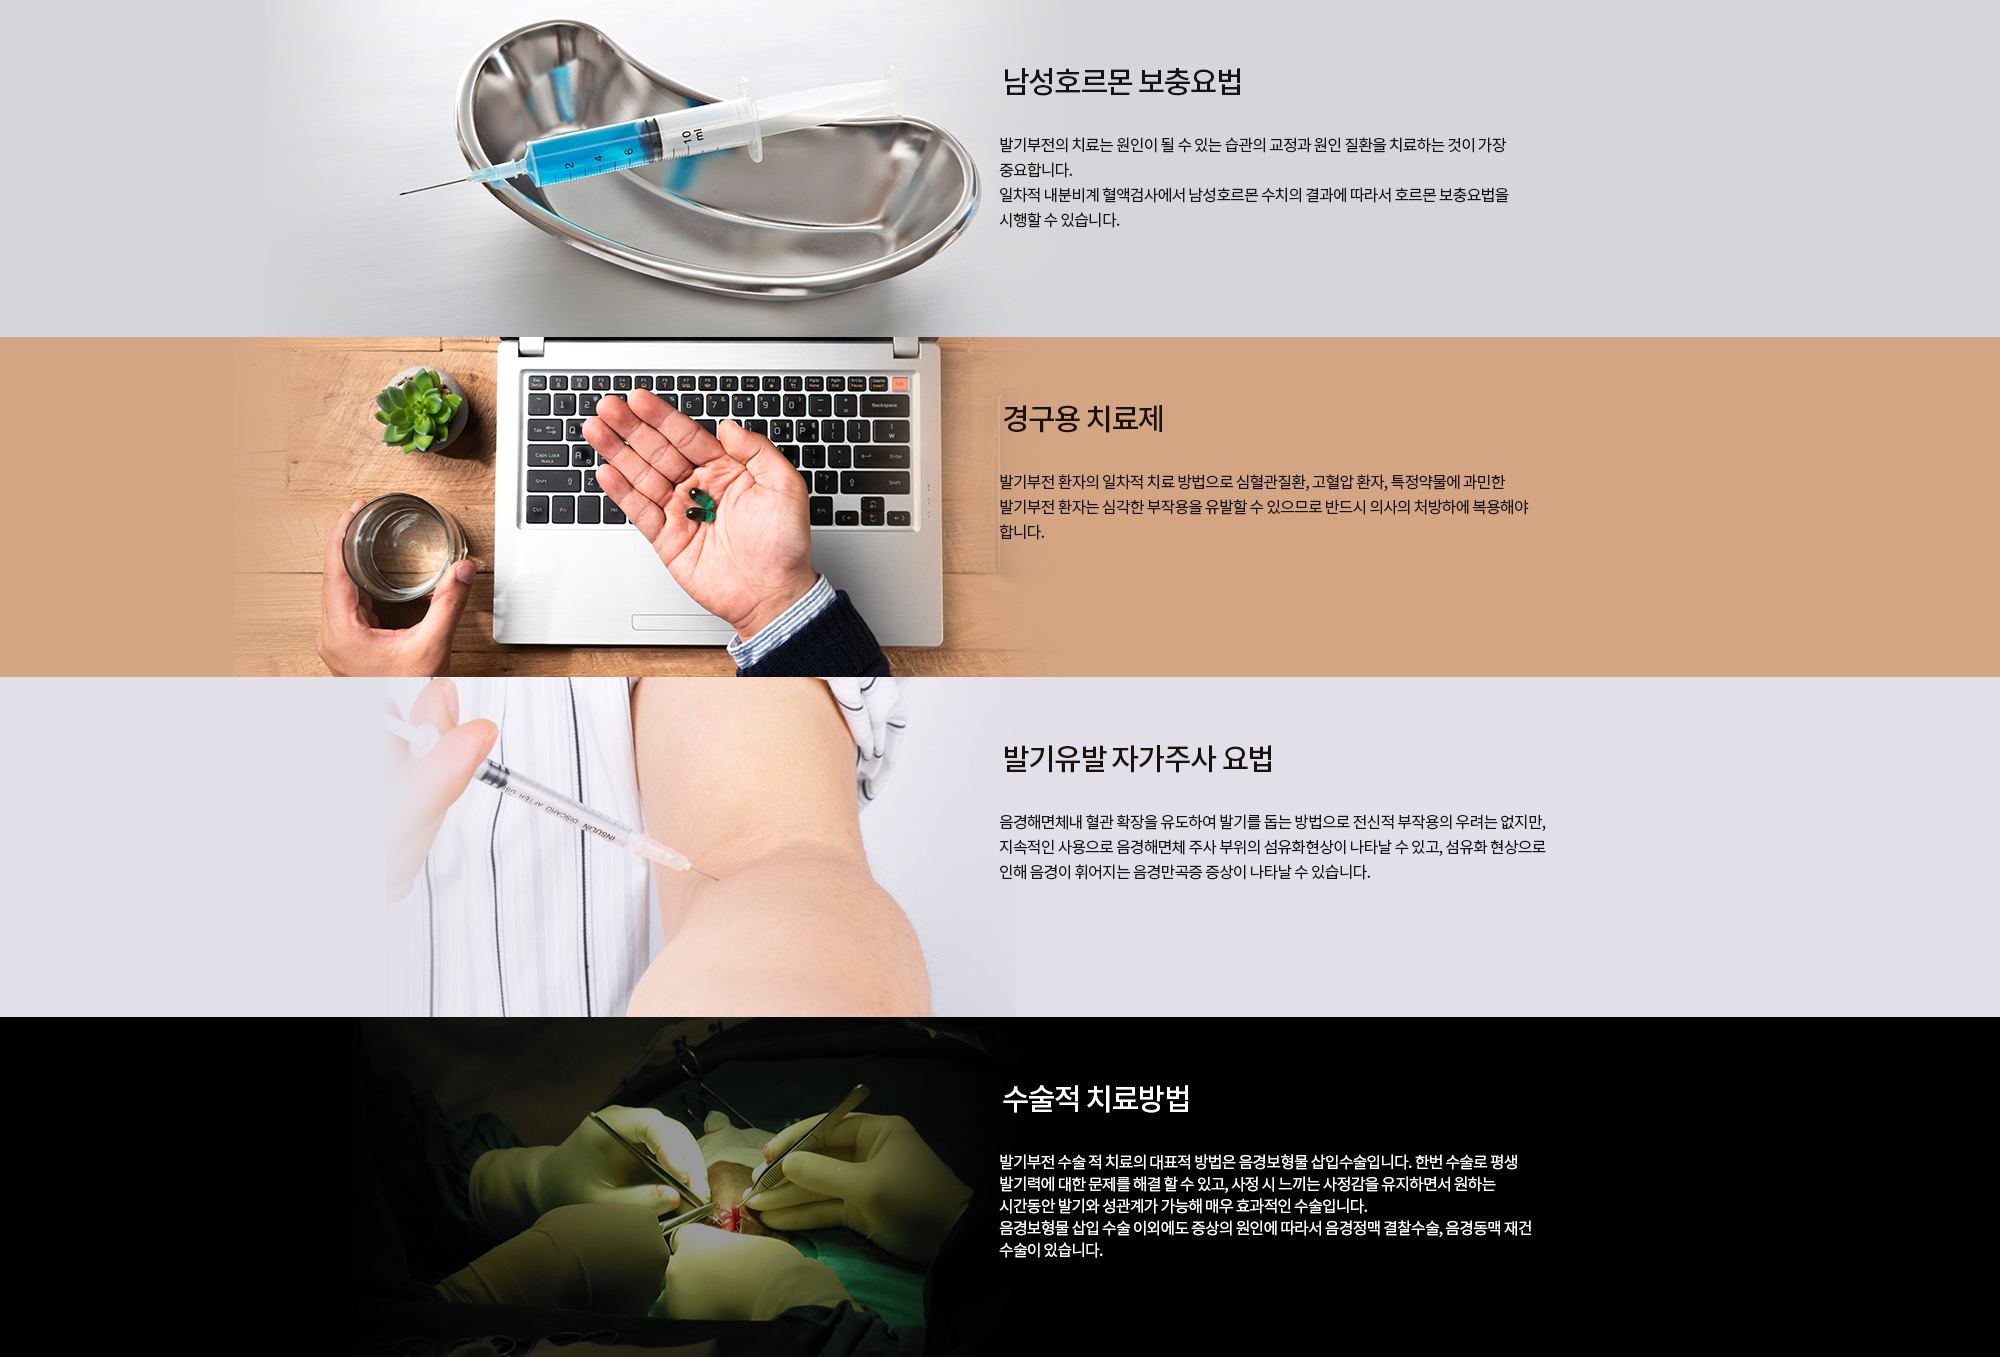 남성호르몬 보충요법
발기부전의 치료는 원인이 될 수 있는 습관의 교정과 원인 질환을 치료하는 것이 가장
중요합니다.
일차적 내분비계 혈액검사에서 남성호르몬 수치의 결과에 따라서 호르몬 보충요법을
시행할 수 있습니다.
10 ml
2 4 6
경구용 치료제
발기부전 환자의 일차적 치료 방법으로 심혈관질환, 고혈압 환자, 특정약물에 과민한
발기부전 환자는 심각한 부작용을 유발할 수 있으므로 반드시 의사의 처방하에 복용해야
합니다.
Backspace
Tab
Caps Lock
Enter
Shift
Shift
Ctrl
Fn
발기유발 자가주사 요법
음경해면체내 혈관 확장을 유도하여 발기를 돕는 방법으로 전신적 부작용의 우려는 없지만,
지속적인 사용으로 음경해면체 주사 부위의 섬유화현상이 나타날 수 있고, 섬유화 현상으로
인해 음경이 휘어지는 음경만곡증 증상이 나타날 수 있습니다.
INSULIN DISCARD AFTER USE
수술적 치료방법
발기부전 수술 적 치료의 대표적 방법은 음경보형물 삽입수술입니다. 한번 수술로 평생
발기력에 대한 문제를 해결 할 수 있고, 사정 시 느끼는 사정감을 유지하면서 원하는
시간동안 발기와 성관계가 가능해 매우 효과적인 수술입니다.
음경보형물 삽입 수술 이외에도 증상의 원인에 따라서 음경정맥 결찰수술, 음경동맥 재건
수술이 있습니다.